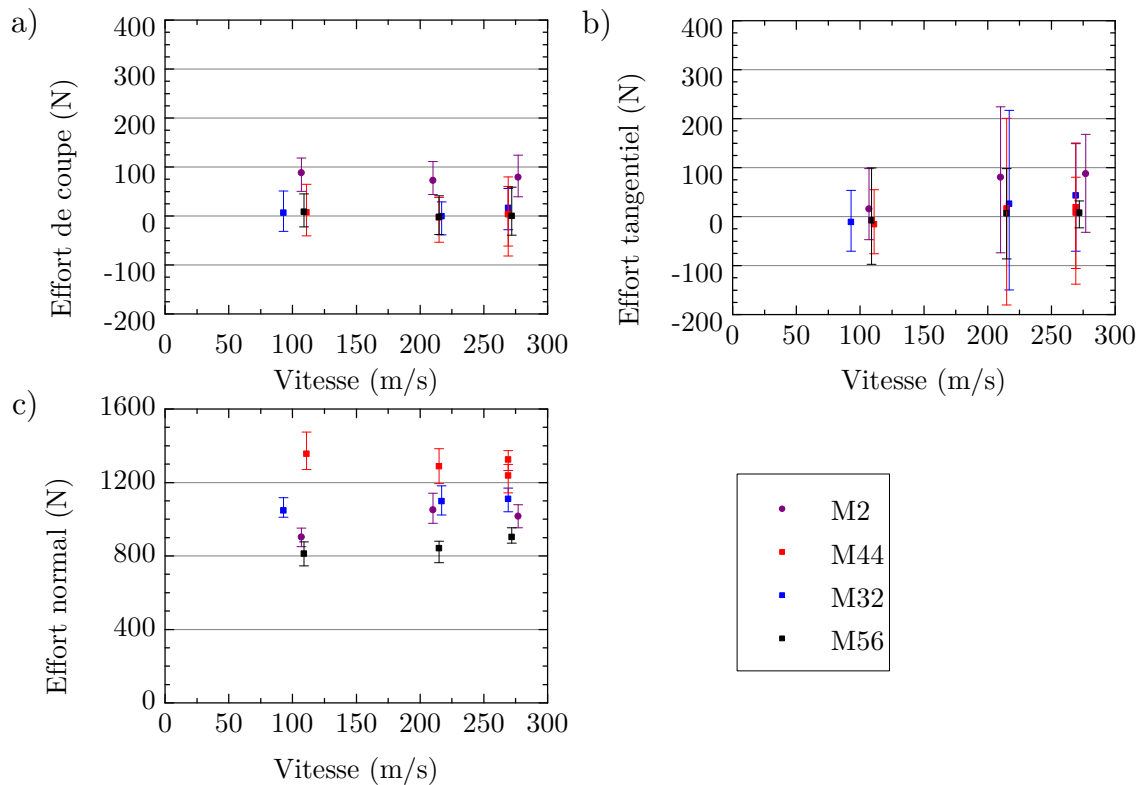 a)
Effort de coupe (N)
400
300
200
100
0
-100
-200
0 50 100 150 200 250 300
Vitesse (m/s)
b)
Effort tangentiel (N)
400
300
200
100
0
-100
-200
0 50 100 150 200 250 300
Vitesse (m/s)
c)
Effort normal (N)
1600
1200
800
400
0
0 50 100 150 200 250 300
Vitesse (m/s)
M2
M44
M32
M56